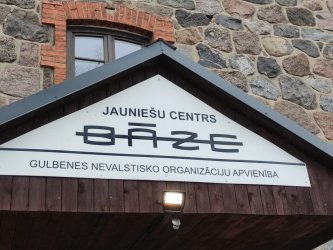 JAUNIEŠU CENTRS
BĀZE
GULBENES NEVALSTISKO ORGANIZĀCIJU APVIENĪBA